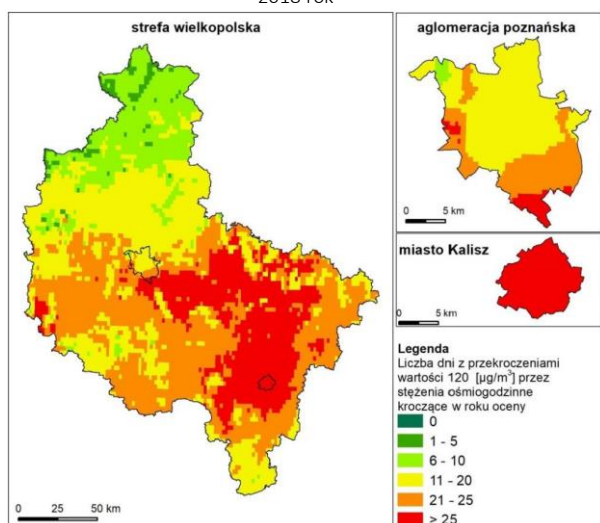 2018 rok
strefa wielkopolska
0 25 50 km
aglomeracja poznańska
0 5 km
miasto Kalisz
0 5 km
Legenda
Liczba dni z przekroczeniami
wartości 120 [µg/m³] przez
stężenia ośmiogodzinne
kroczące w roku oceny
0
1 - 5
6 - 10
11 - 20
21 - 25
> 25